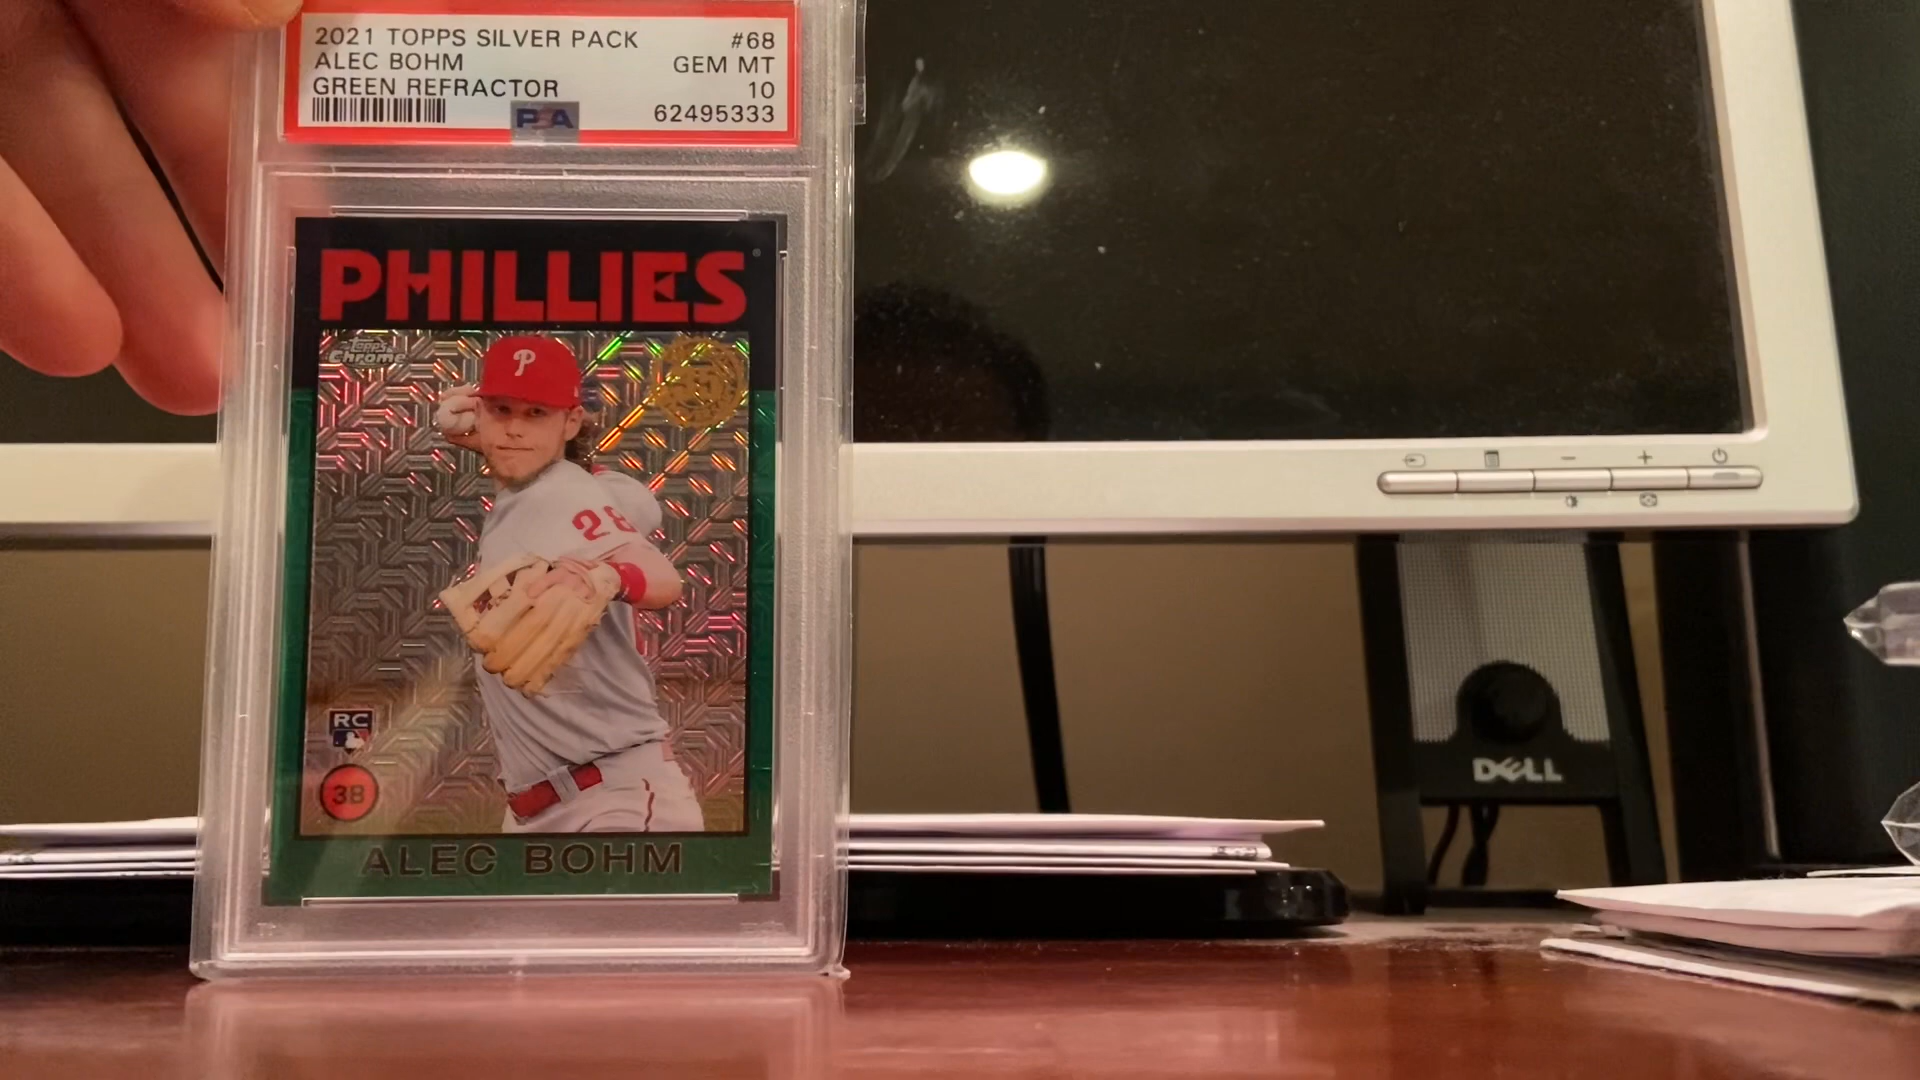 2021 TOPPS SILVER PACK #68
ALEC BOHM GEM MT
GREEN REFRACTOR 10
PSA 62495333
PHILLIES
Topps
Chrome
35
P
28
RC
3B
ALEC BOHM
DELL